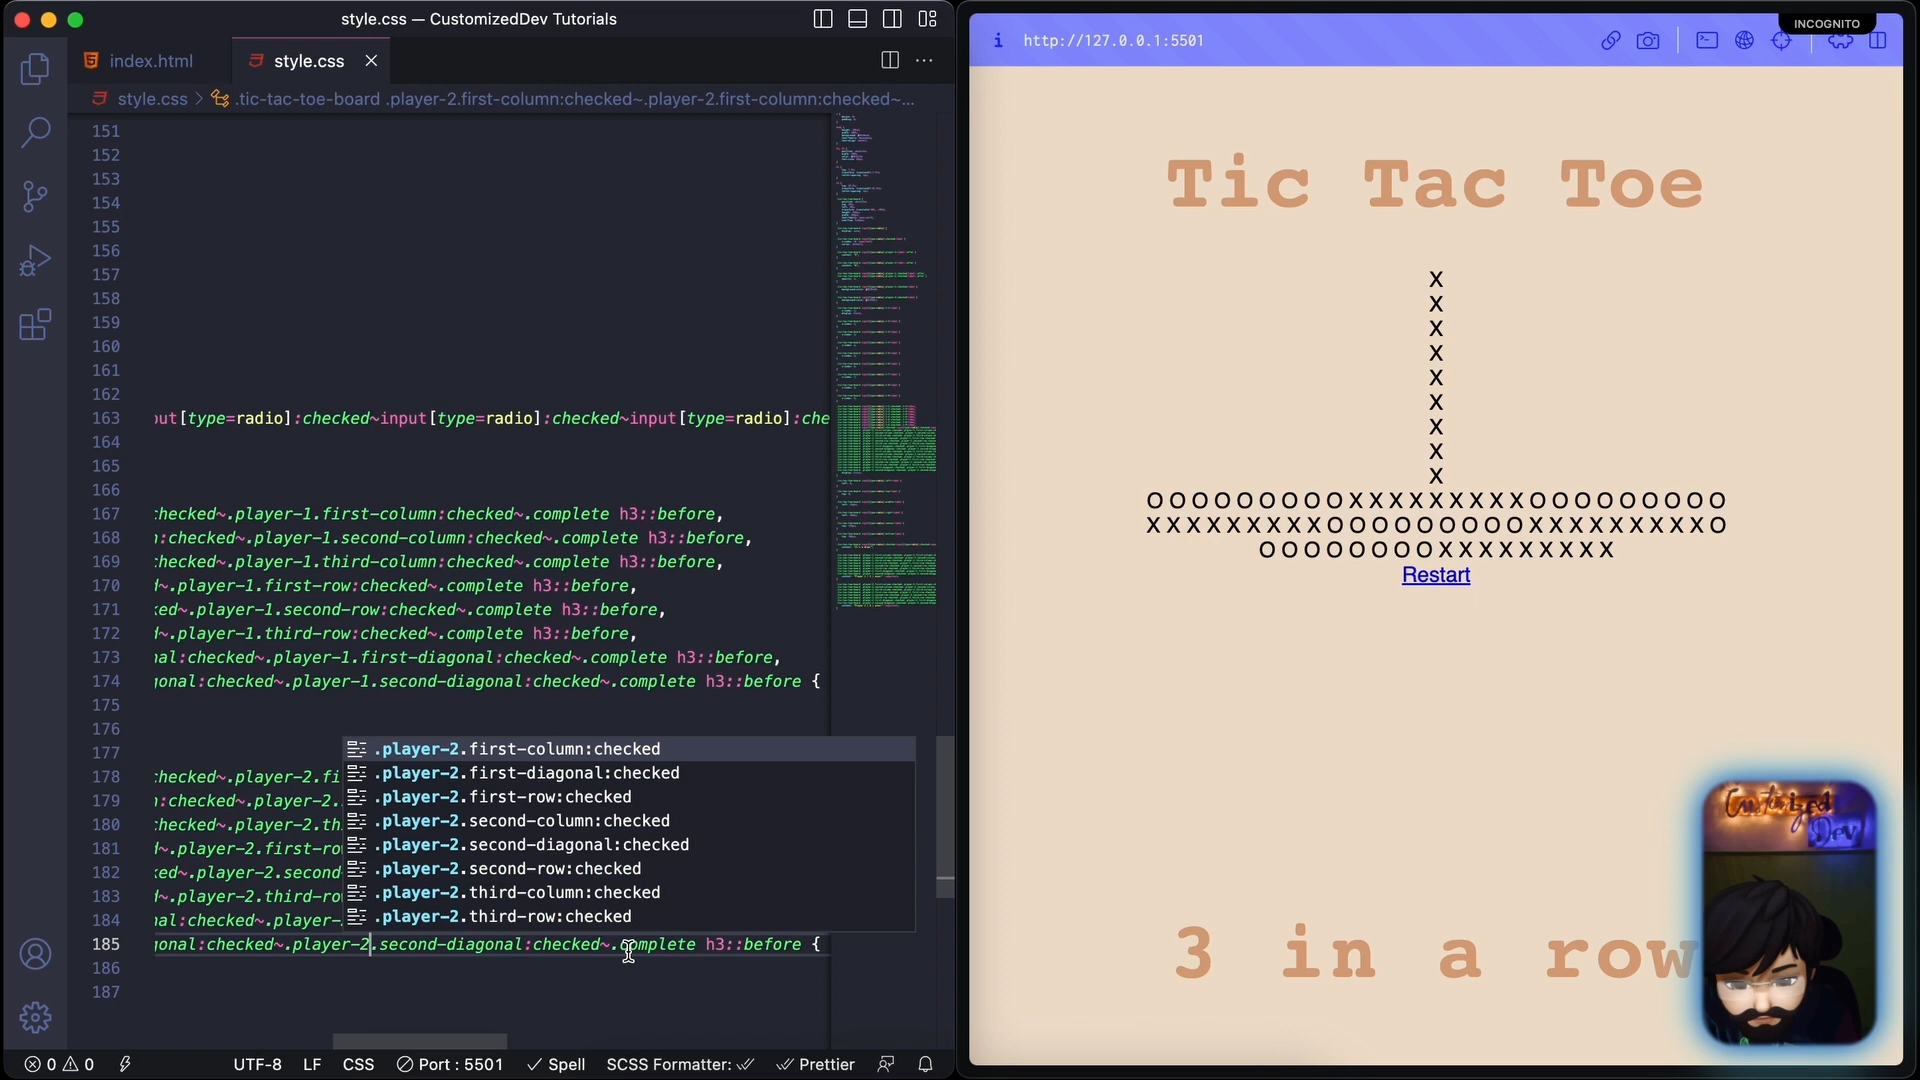 style.css — CustomizedDev Tutorials
index.html
style.css
style.css > .tic-tac-toe-board .player-2.first-column:checked~.player-2.first-column:checked~...
151
152
153
154
155
156
157
158
159
160
161
162
163 ut[type=radio]:checked~input[type=radio]:checked~input[type=radio]:che
164
165
166
167 checked~.player-1.first-column:checked~.complete h3::before,
168 :checked~.player-1.second-column:checked~.complete h3::before,
169 checked~.player-1.third-column:checked~.complete h3::before,
170 ~.player-1.first-row:checked~.complete h3::before,
171 ed~.player-1.second-row:checked~.complete h3::before,
172 ~.player-1.third-row:checked~.complete h3::before,
173 nal:checked~.player-1.first-diagonal:checked~.complete h3::before,
174 gonal:checked~.player-1.second-diagonal:checked~.complete h3::before {
175
176
177
178 checked~.player-2.fi
179 :checked~.player-2.
180 checked~.player-2.th
181 ~.player-2.first-ro
182 ed~.player-2.second
183 ~.player-2.third-ro
184 nal:checked~.player-
185 gonal:checked~.player-2.second-diagonal:checked~.complete h3::before {
186
187
.player-2.first-column:checked
.player-2.first-diagonal:checked
.player-2.first-row:checked
.player-2.second-column:checked
.player-2.second-diagonal:checked
.player-2.second-row:checked
.player-2.third-column:checked
.player-2.third-row:checked
0 0
UTF-8 LF CSS Port : 5501 Spell SCSS Formatter: Prettier
INCOGNITO
http://127.0.0.1:5501
Tic Tac Toe
X
X
X
X
X
X
X
X
X
O O O O O O O O O X X X X X X X X X O O O O O O O O O
X X X X X X X X X O O O O O O O O O X X X X X X X X X O
O O O O O O O O X X X X X X X X X
Restart
3 in a row
Customized
Dev